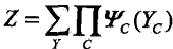 Z = ∑_Y ∏_C Ψ_C(Y_C)